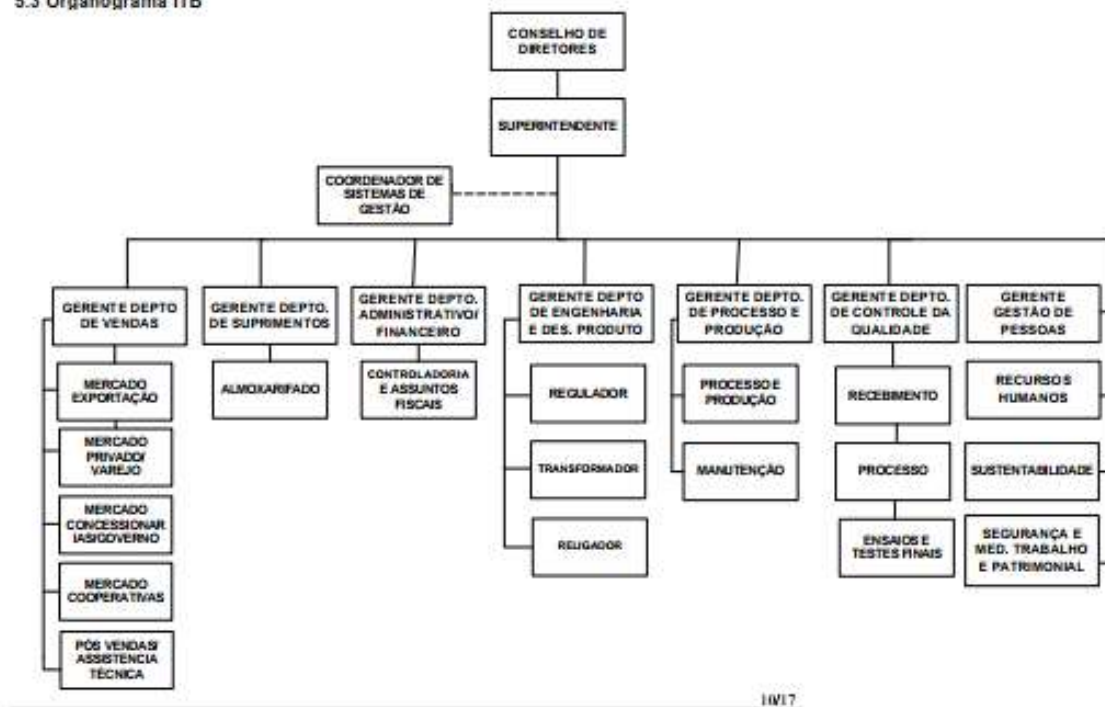 5.3 Organograma ITB
CONSELHO DE
DIRETORES
SUPERINTENDENTE
COORDENADOR DE
SISTEMAS DE
GESTÃO
GERENTE DEPTO
DE VENDAS
GERENTE DEPTO.
DE SUPRIMENTOS
GERENTE DEPTO.
ADMINISTRATIVO/
FINANCEIRO
GERENTE DEPTO
DE ENGENHARIA
E DES. PRODUTO
GERENTE DEPTO.
DE PROCESSO E
PRODUÇÃO
GERENTE DEPTO.
DE CONTROLE DA
QUALIDADE
GERENTE
GESTÃO DE
PESSOAS
MERCADO
EXPORTAÇÃO
MERCADO
PRIVADO/
VAREJO
MERCADO
CONCESSIONAR
IAS/GOVERNO
MERCADO
COOPERATIVAS
PÓS VENDAS/
ASSISTENCIA
TÉCNICA
ALMOXARIFADO
CONTROLADORIA
E ASSUNTOS
FISCAIS
REGULADOR
TRANSFORMADOR
RELIGADOR
PROCESSO E
PRODUÇÃO
MANUTENÇÃO
RECEBIMENTO
PROCESSO
ENSAIOS E
TESTES FINAIS
RECURSOS
HUMANOS
SUSTENTABILIDADE
SEGURANÇA E
MED. TRABALHO
E PATRIMONIAL
10/17